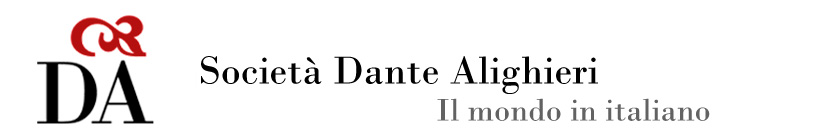 DA
Società Dante Alighieri
Il mondo in italiano